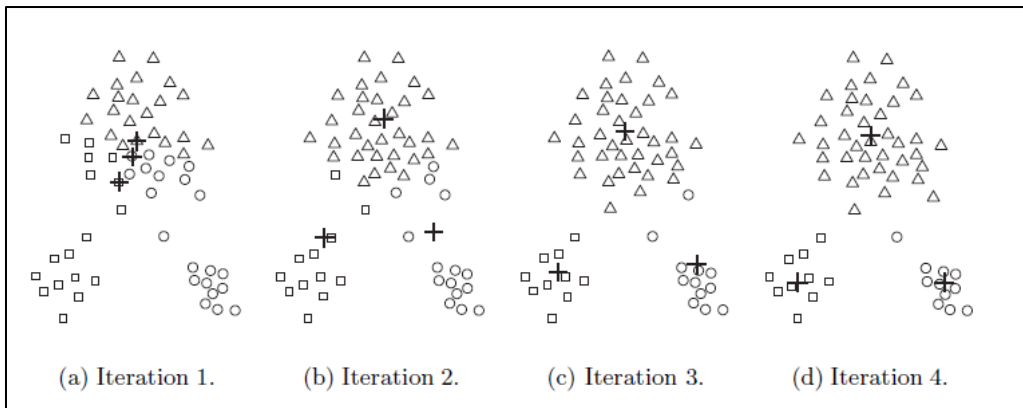 (a) Iteration 1.
(b) Iteration 2.
(c) Iteration 3.
(d) Iteration 4.